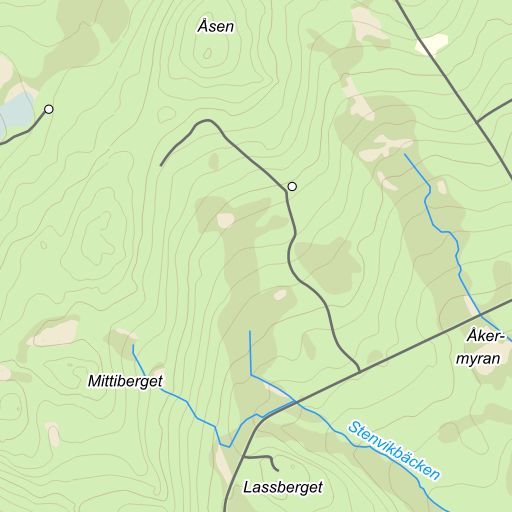 Åsen
Åker-
myran
Mittiberget
Stenvikbäcken
Lassberget